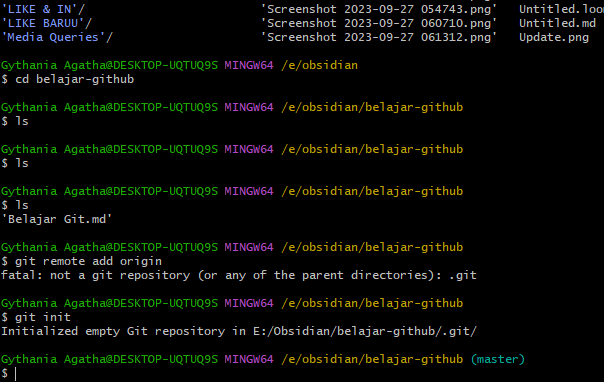 'LIKE & IN'/ 'Screenshot 2023-09-27 054743.png' Untitled.loom
'LIKE BARUU'/ 'Screenshot 2023-09-27 060710.png' Untitled.md
'Media Queries'/ 'Screenshot 2023-09-27 061312.png' Update.png
Gythania Agatha@DESKTOP-UQTUQ9S MINGW64 /e/obsidian
$ cd belajar-github
Gythania Agatha@DESKTOP-UQTUQ9S MINGW64 /e/obsidian/belajar-github
$ ls
Gythania Agatha@DESKTOP-UQTUQ9S MINGW64 /e/obsidian/belajar-github
$ ls
Gythania Agatha@DESKTOP-UQTUQ9S MINGW64 /e/obsidian/belajar-github
$ ls
'Belajar Git.md'
Gythania Agatha@DESKTOP-UQTUQ9S MINGW64 /e/obsidian/belajar-github
$ git remote add origin
fatal: not a git repository (or any of the parent directories): .git
Gythania Agatha@DESKTOP-UQTUQ9S MINGW64 /e/obsidian/belajar-github
$ git init
Initialized empty Git repository in E:/Obsidian/belajar-github/.git/
Gythania Agatha@DESKTOP-UQTUQ9S MINGW64 /e/obsidian/belajar-github (master)
$